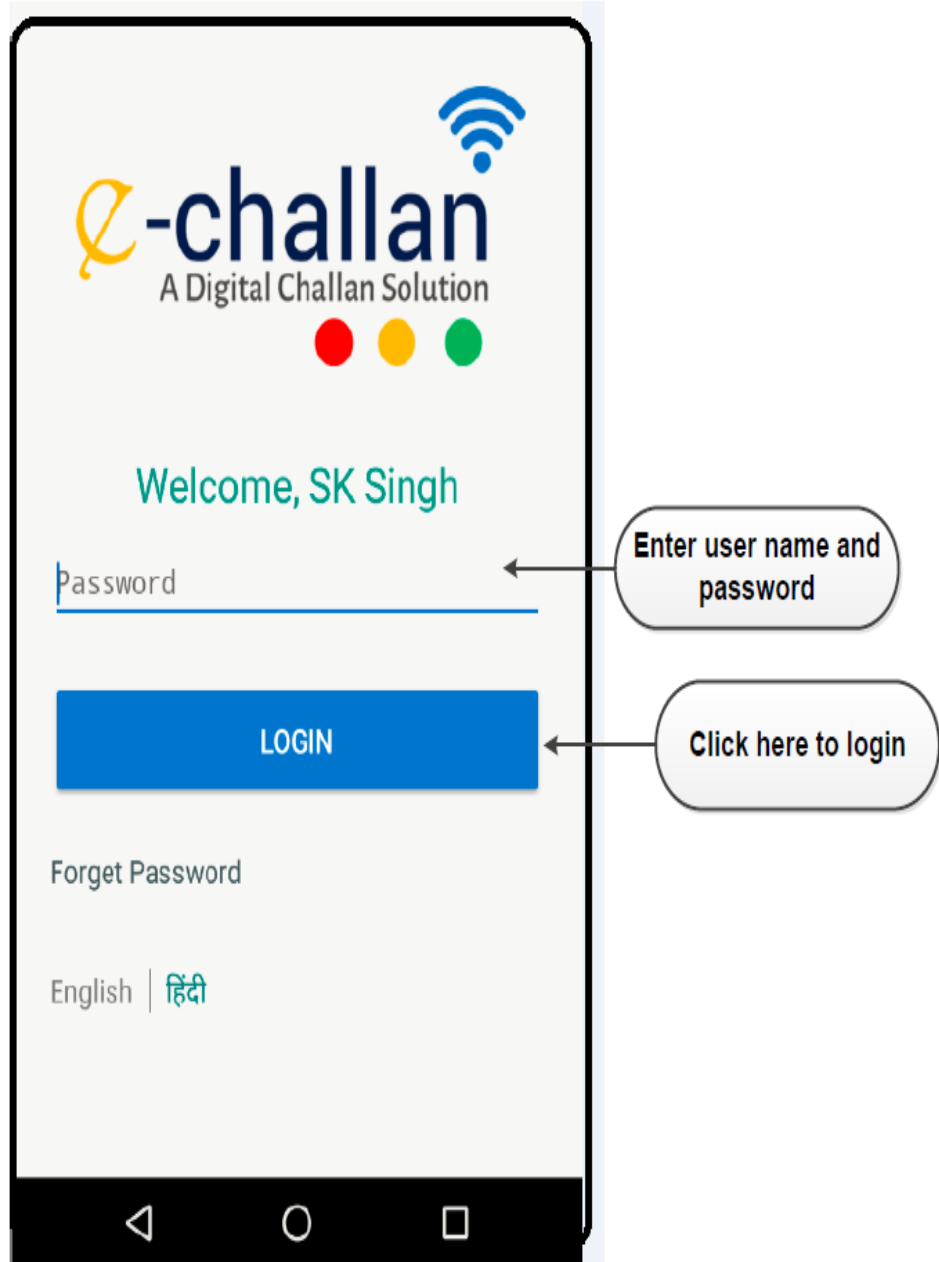 e-challan
A Digital Challan Solution
Welcome, SK Singh
Password
Enter user name and
password
LOGIN
Click here to login
Forget Password
English | हिंदी